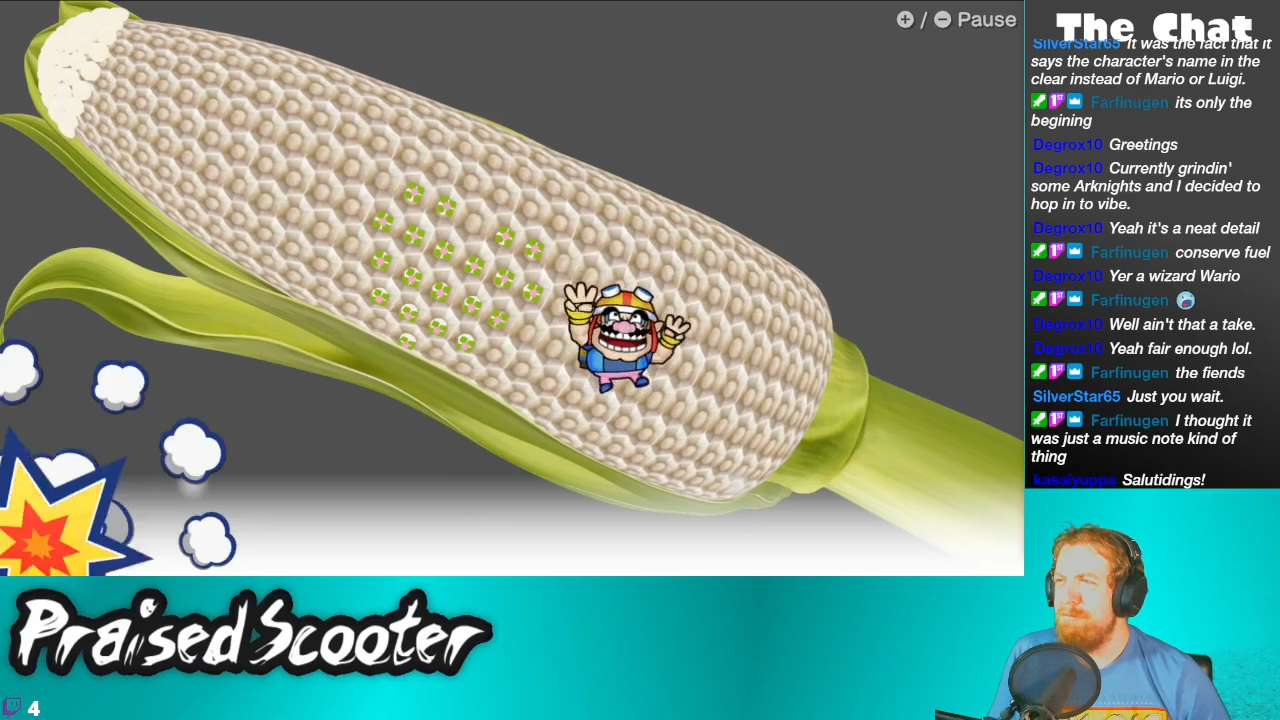 + / − Pause
The Chat
SilverStar65 It was the fact that it
says the character's name in the
clear instead of Mario or Luigi.
Farfinugen its only the
begining
Degrox10 Greetings
Degrox10 Currently grindin'
some Arknights and I decided to
hop in to vibe.
Degrox10 Yeah it's a neat detail
Farfinugen conserve fuel
Degrox10 Yer a wizard Wario
Farfinugen
Degrox10 Well ain't that a take.
Degrox10 Yeah fair enough lol.
Farfinugen the fiends
SilverStar65 Just you wait.
Farfinugen I thought it
was just a music note kind of
thing
Salutidings!
PraisedScooter
4